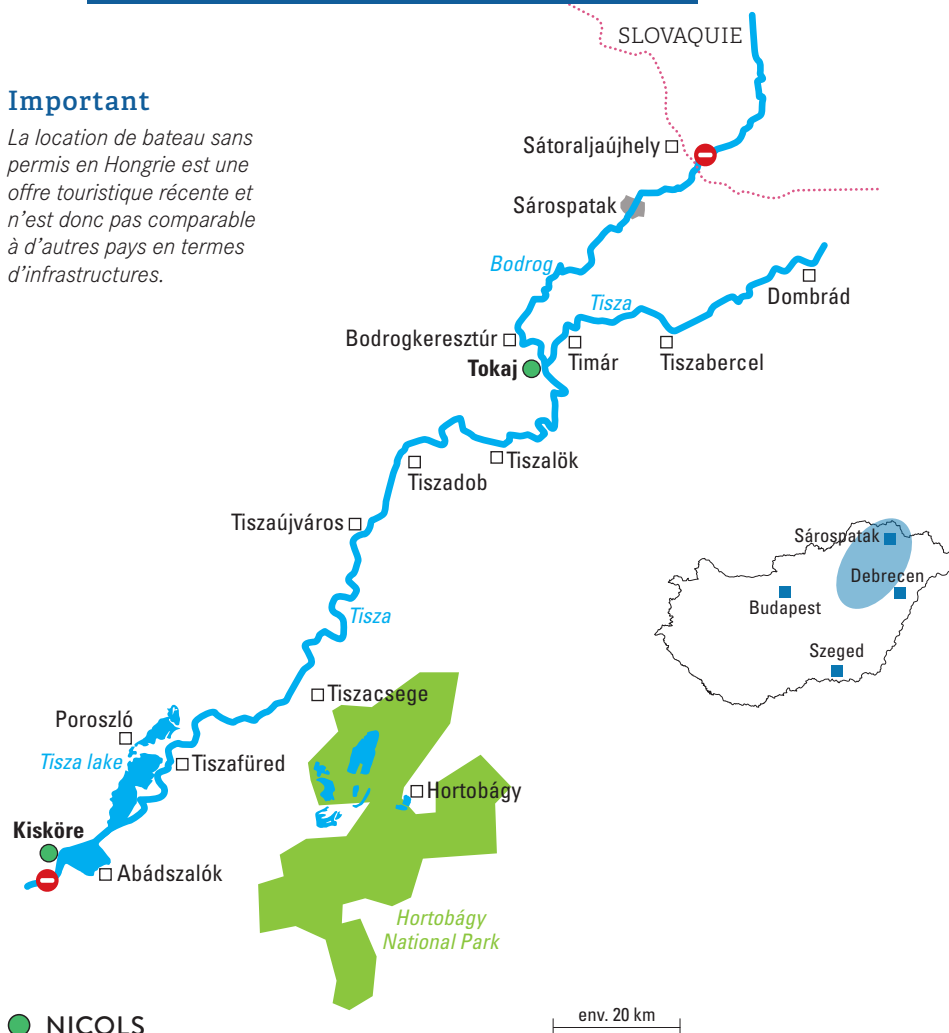 SLOVAQUIE
Important
La location de bateau sans
permis en Hongrie est une
offre touristique récente et
n'est donc pas comparable
à d'autres pays en termes
d'infrastructures.
Sátoraljaújhely
Sárospatak
Bodrog
Tisza
Dombrád
Bodrogkeresztúr
Tokaj
Timár
Tiszabercel
Tiszalök
Tiszadob
Tiszaújváros
Sárospatak
Debrecen
Budapest
Szeged
Tisza
Tiszacsege
Poroszló
Tisza lake
Tiszafüred
Hortobágy
Kisköre
Abádszalók
Hortobágy
National Park
NICOLS
env. 20 km